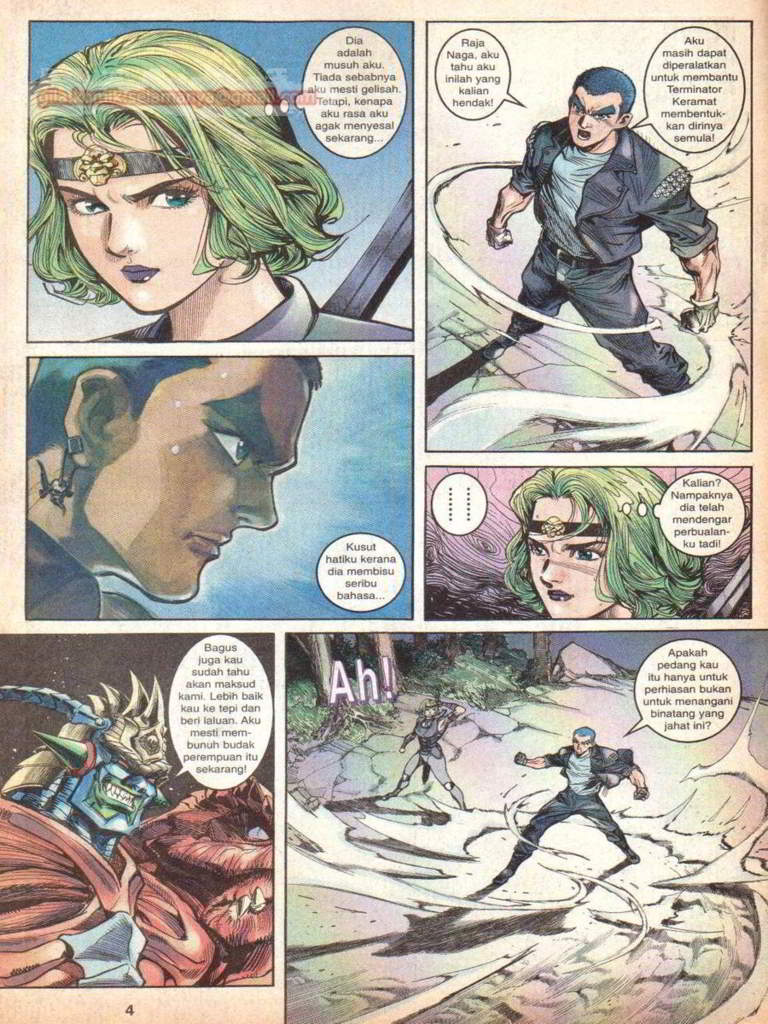 Dia
adalah
musuh aku.
Tiada sebabnya
aku mesti gelisah.
Tetapi, kenapa
aku rasa aku
agak menyesal
sekarang...
Raja
Naga, aku
tahu aku
inilah yang
kalian
hendak!
Aku
masih dapat
diperalatkan
untuk membantu
Terminator
Keramat
membentuk-
kan dirinya
semula!
Kusut
hatiku kerana
dia membisu
seribu
bahasa...
Kalian?
Nampaknya
dia telah
mendengar
perbualan-
ku tadi!
Bagus
juga kau
sudah tahu
akan maksud
kami. Lebih baik
kau ke tepi dan
beri laluan. Aku
mesti mem-
bunuh budak
perempuan itu
sekarang!
Ah!
Apakah
pedang kau
itu hanya untuk
perhiasan bukan
untuk menangani
binatang yang
jahat ini?
4